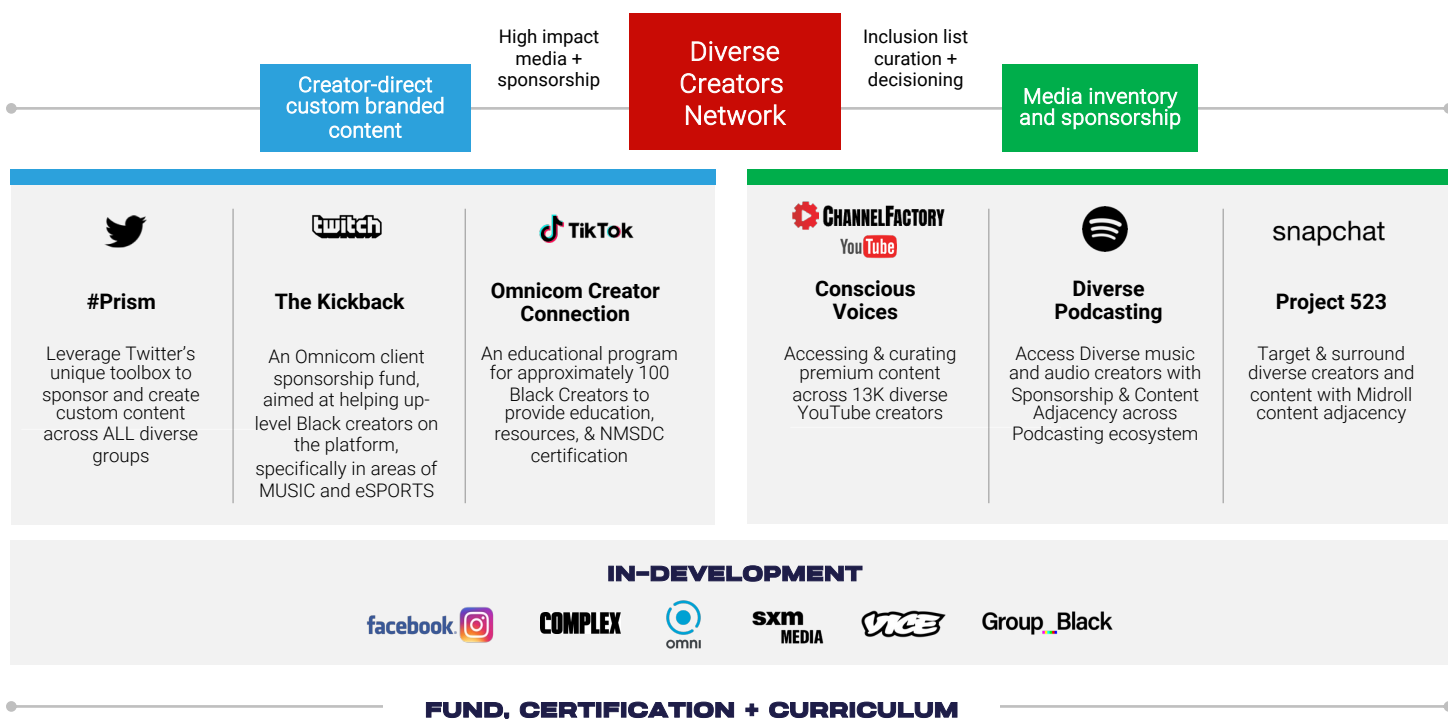 High impact
media +
sponsorship
Diverse
Creators
Network
Inclusion list
curation +
decisioning
Creator-direct
custom branded
content
Media inventory
and sponsorship
twitch
TikTok
CHANNELFACTORY
YouTube
snapchat
#Prism
The Kickback
Omnicom Creator
Connection
Conscious
Voices
Diverse
Podcasting
Project 523
Leverage Twitter’s
unique toolbox to
sponsor and create
custom content
across ALL diverse
groups
An Omnicom client
sponsorship fund,
aimed at helping up-
level Black creators on
the platform,
specifically in areas of
MUSIC and eSPORTS
An educational program
for approximately 100
Black Creators to
provide education,
resources, & NMSDC
certification
Accessing & curating
premium content
across 13K diverse
YouTube creators
Access Diverse music
and audio creators with
Sponsorship & Content
Adjacency across
Podcasting ecosystem
Target & surround
diverse creators and
content with Midroll
content adjacency
IN-DEVELOPMENT
facebook.
COMPLEX
omni
sxm
MEDIA
VICE
Group_Black
FUND, CERTIFICATION + CURRICULUM